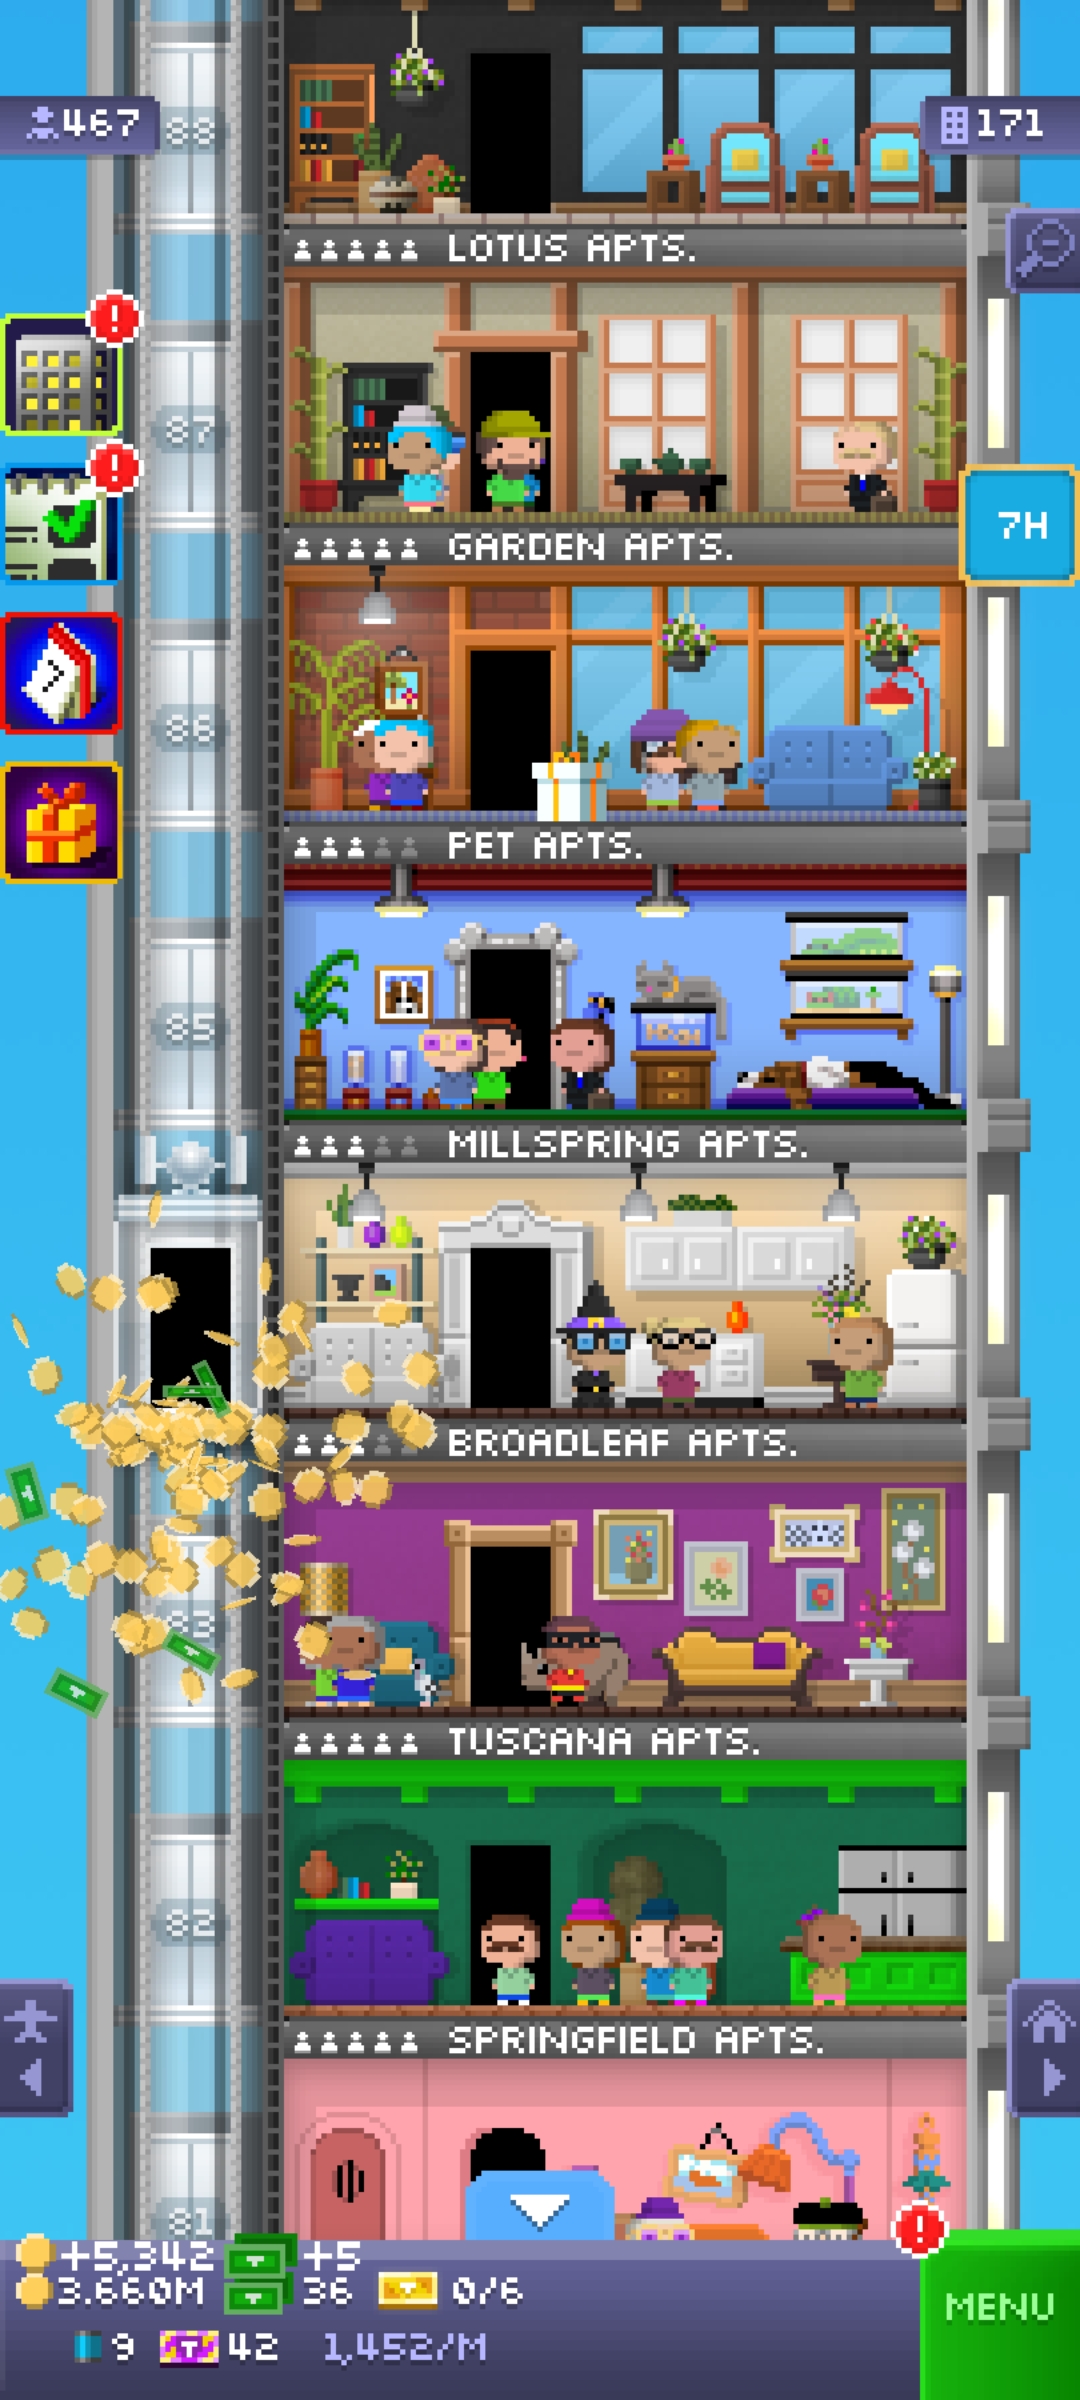 467
88
171
LOTUS APTS.
87
7H
GARDEN APTS.
86
PET APTS.
85
MILLSPRING APTS.
BROADLEAF APTS.
83
TUSCANA APTS.
82
SPRINGFIELD APTS.
81
+5,342 +5
3.660M 36 0/6
9 42 1,452/M
MENU